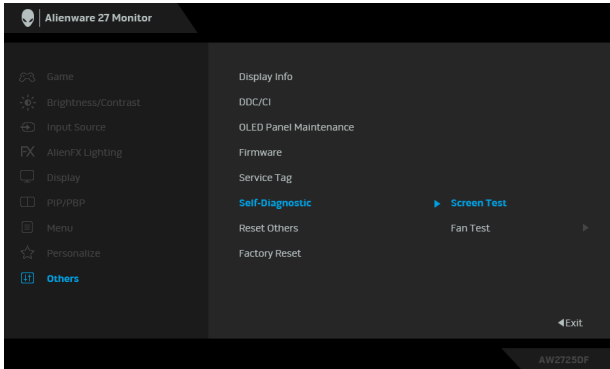 Alienware 27 Monitor
Game
Brightness/Contrast
Input Source
FX AlienFX Lighting
Display
PIP/PBP
Menu
Personalize
Others
Display Info
DDC/CI
OLED Panel Maintenance
Firmware
Service Tag
Self-Diagnostic
Reset Others
Factory Reset
Screen Test
Fan Test
Exit
AW2725DF